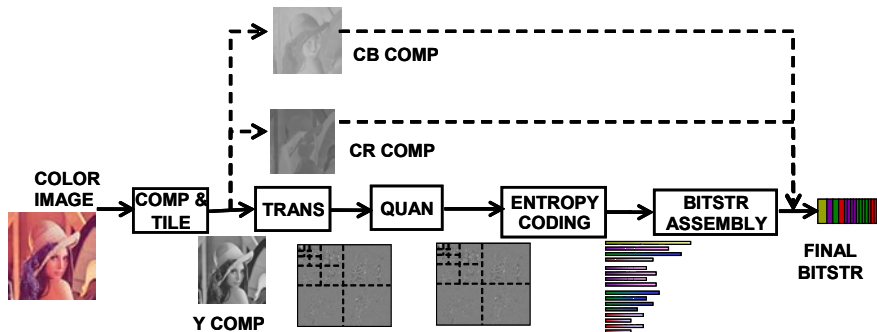 CB COMP
CR COMP
COLOR
IMAGE
COMP &
TILE
TRANS
QUAN
ENTROPY
CODING
BITSTR
ASSEMBLY
FINAL
BITSTR
Y COMP